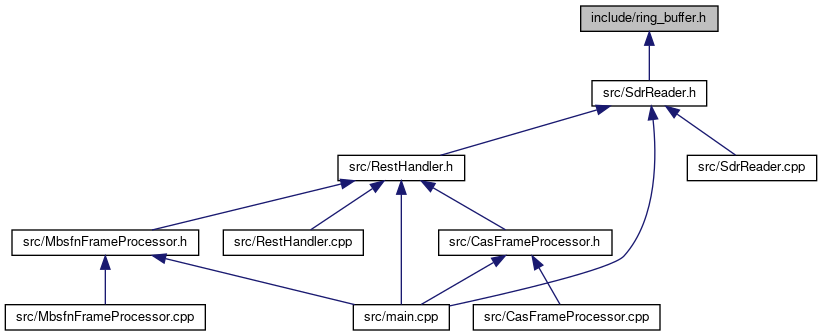 include/ring_buffer.h
src/SdrReader.h
src/RestHandler.h
src/SdrReader.cpp
src/MbsfnFrameProcessor.h
src/RestHandler.cpp
src/CasFrameProcessor.h
src/MbsfnFrameProcessor.cpp
src/main.cpp
src/CasFrameProcessor.cpp